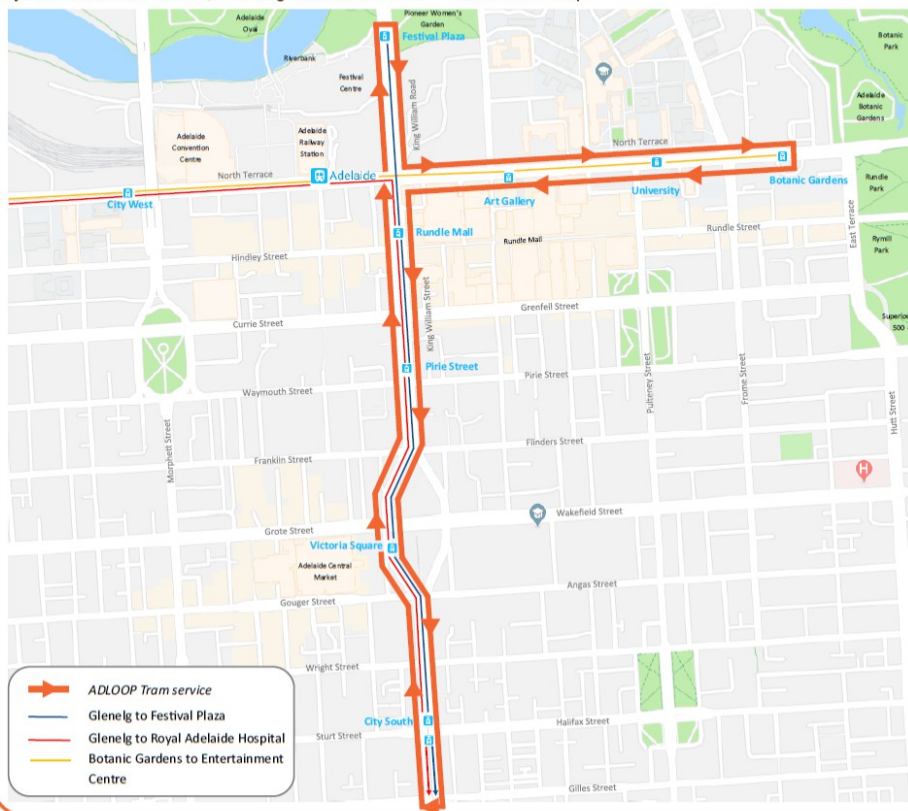 Adelaide
Oval
Pioneer Women's
Garden
Festival Plaza
Riverbank
Festival
Centre
King William Road
Botanic
Park
Adelaide
Botanic
Gardens
Adelaide
Convention
Centre
Adelaide
Railway
Station
North Terrace
North Terrace
Adelaide
City West
Art Gallery
University
Botanic Gardens
Rundle
Park
East Terrace
Rundle Mall
Rundle Mall
Rundle Street
Rymill
Park
Hindley Street
King William Street
Grenfell Street
Currie Street
Superloo
500
Pirie Street
Pirie Street
Waymouth Street
Pulteney Street
Frome Street
Hutt Street
Morphett Street
Franklin Street
Flinders Street
H
Wakefield Street
Grote Street
Victoria Square
Adelaide Central
Market
Gouger Street
Angas Street
Wright Street
City South
Sturt Street
Halifax Street
Gilles Street
ADLOOP Tram service
Glenelg to Festival Plaza
Glenelg to Royal Adelaide Hospital
Botanic Gardens to Entertainment
Centre